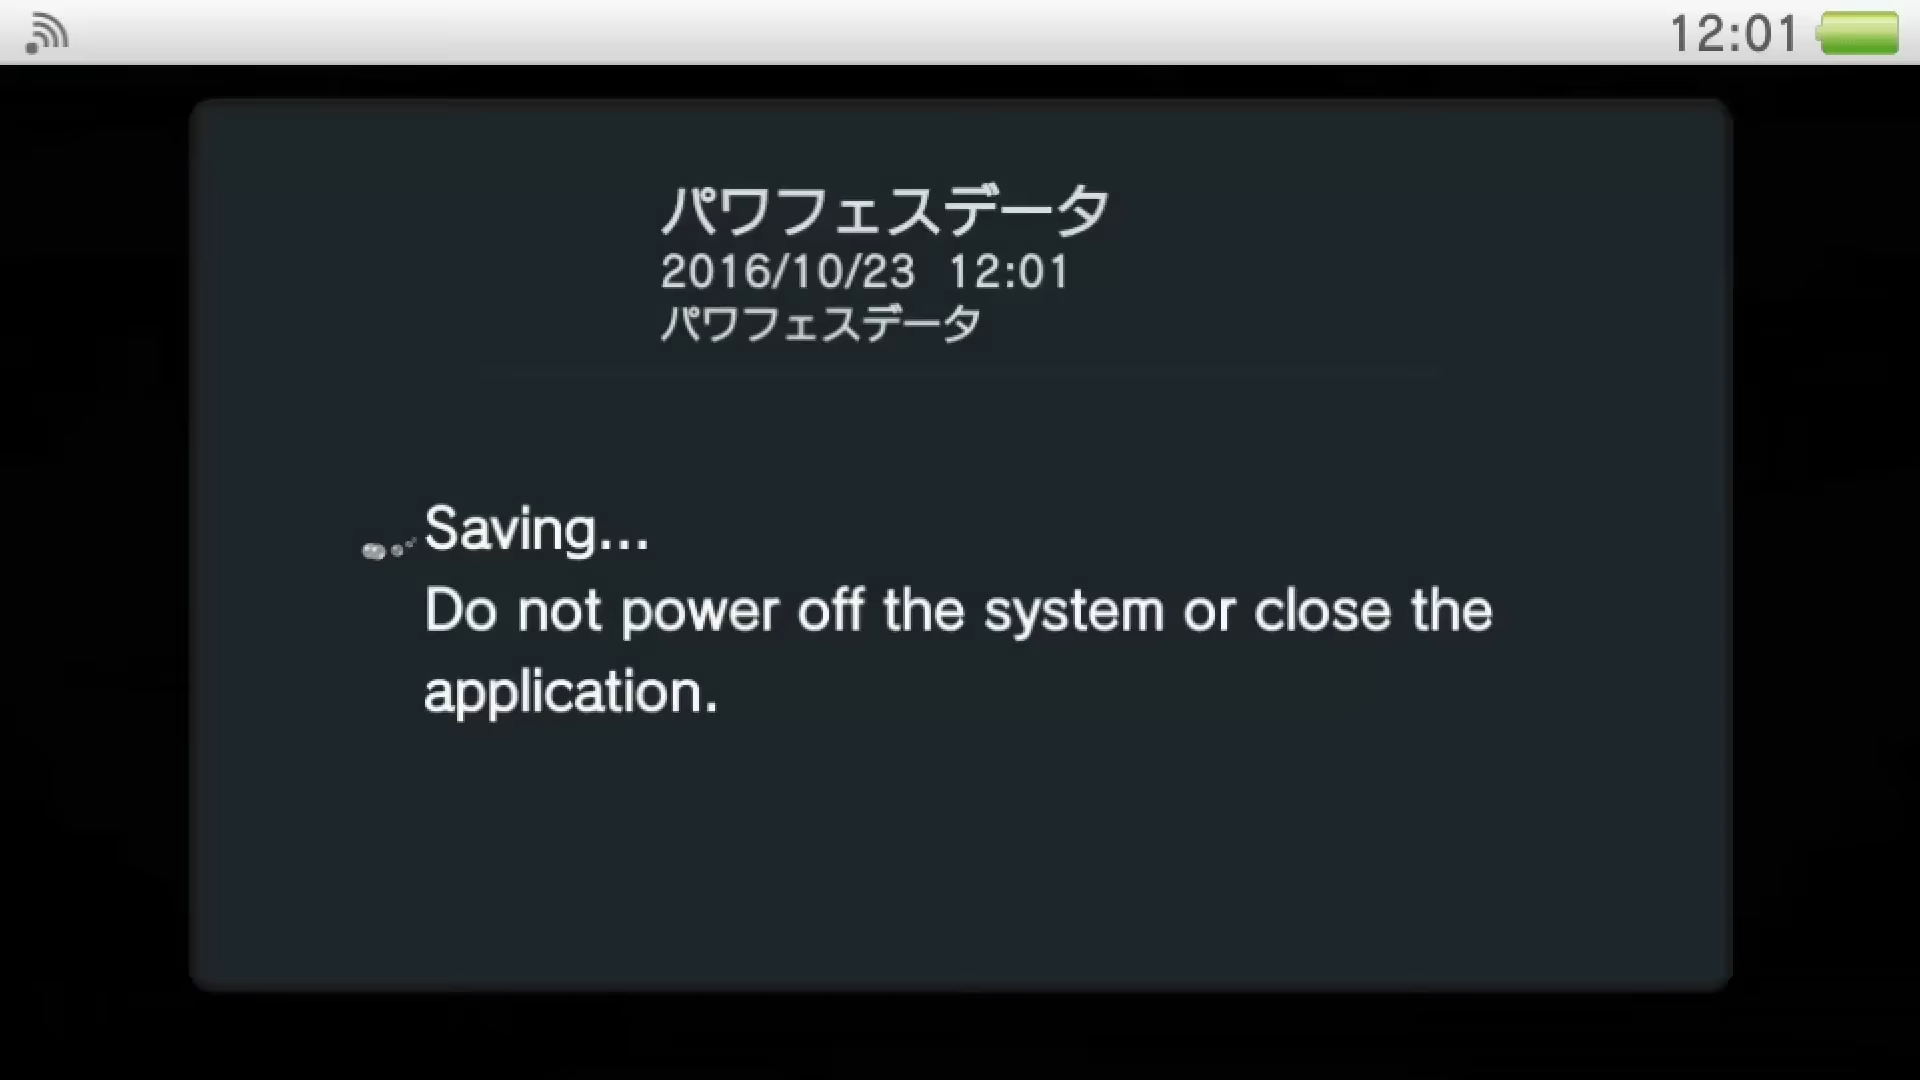 12:01
パワフェスデータ
2016/10/23 12:01
パワフェスデータ
Saving...
Do not power off the system or close the
application.